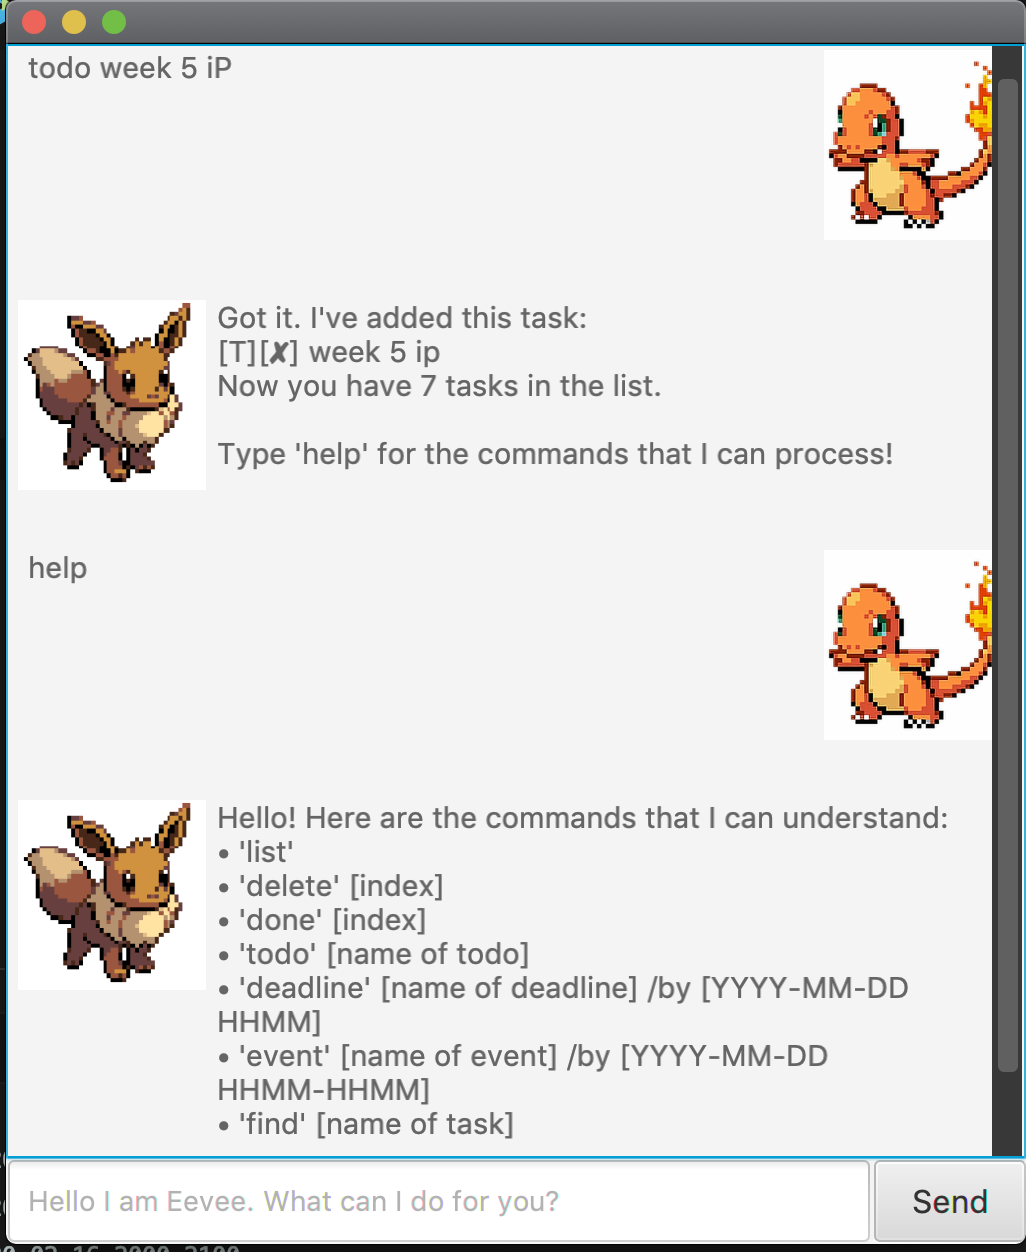 todo week 5 iP
Got it. I've added this task:
[T][✘] week 5 ip
Now you have 7 tasks in the list.
Type 'help' for the commands that I can process!
help
Hello! Here are the commands that I can understand:
• 'list'
• 'delete' [index]
• 'done' [index]
• 'todo' [name of todo]
• 'deadline' [name of deadline] /by [YYYY-MM-DD
HHMM]
• 'event' [name of event] /by [YYYY-MM-DD
HHMM-HHMM]
• 'find' [name of task]
Hello I am Eevee. What can I do for you?
Send